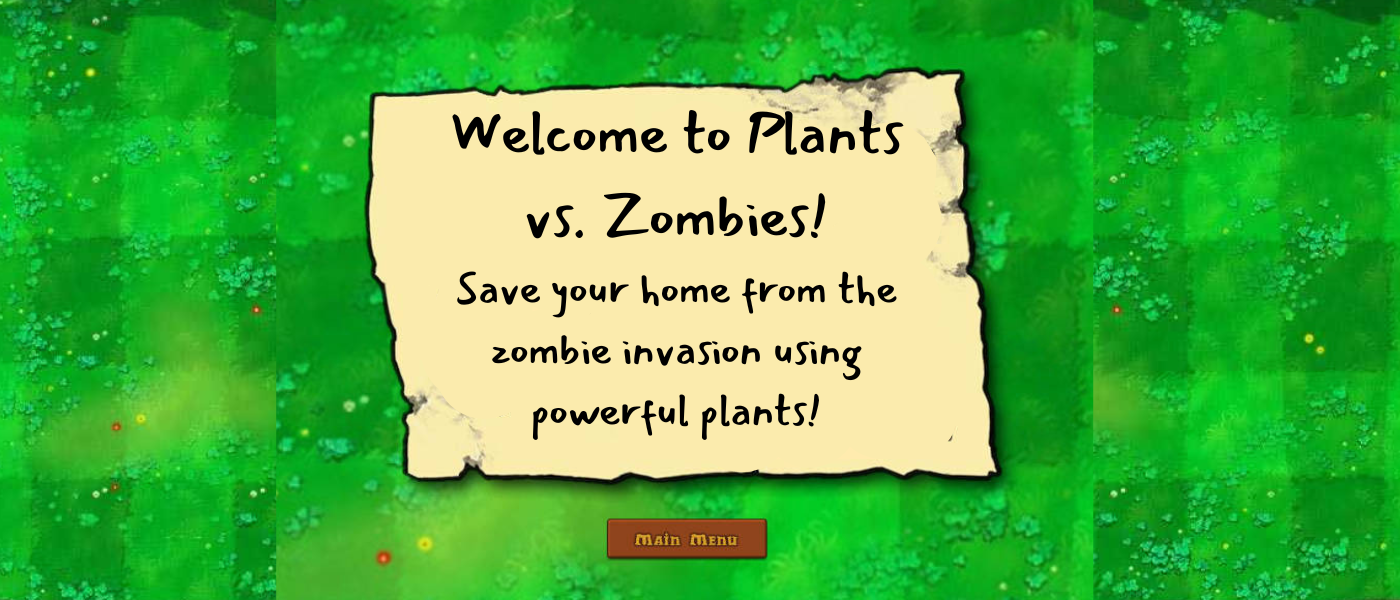 Welcome to Plants
vs. Zombies!
Save your home from the
zombie invasion using
powerful plants!
Main Menu